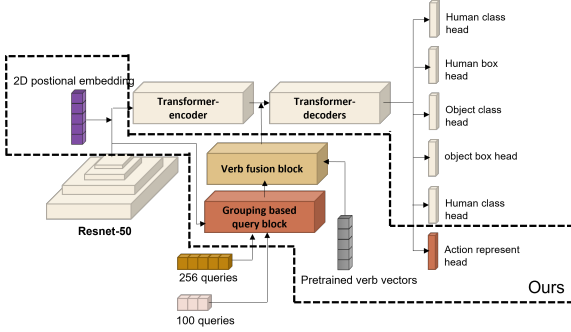 Human class
head
2D postional embedding
Human box
head
Transformer-
encoder
Transformer-
decoders
Object class
head
Verb fusion block
object box head
Resnet-50
Grouping based
query block
Human class
head
Action represent
head
256 queries
Pretrained verb vectors
Ours
100 queries